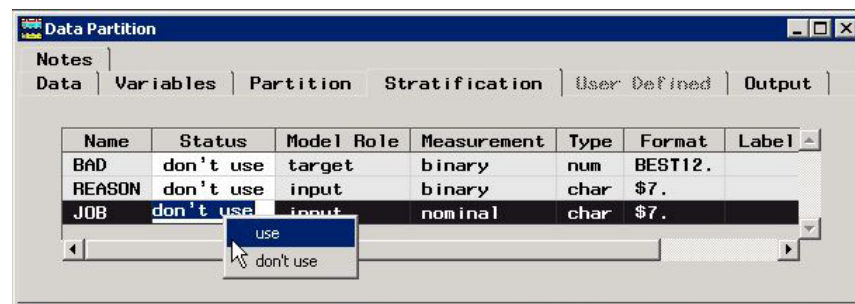 Data Partition
Notes
Data Variables Partition Stratification User Defined Output
Name Status Model Role Measurement Type Format Label
BAD don't use target binary num BEST12.
REASON don't use input binary char $7.
JOB don't use input nominal char $7.
use
don't use